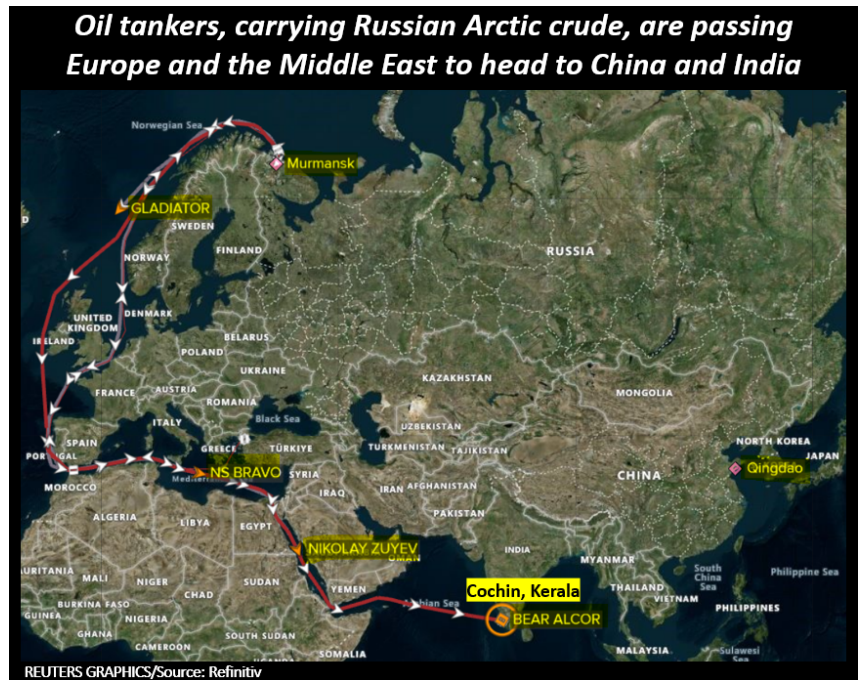 Oil tankers, carrying Russian Arctic crude, are passing
Europe and the Middle East to head to China and India
Norwegian Sea
Murmansk
GLADIATOR
SWEDEN
FINLAND
NORWAY
RUSSIA
UNITED
KINGDOM
DENMARK
IRELAND
BELARUS
POLAND
UKRAINE
KAZAKHSTAN
FRANCE
AUSTRIA
ROMANIA
MONGOLIA
ITALY
Black Sea
UZBEKISTAN
SPAIN
GREECE
TÜRKIYE
TURKMENISTAN
TAJIKISTAN
NORTH KOREA
JAPAN
PORTUGAL
NS BRAVO
SYRIA
CHINA
Qingdao
MOROCCO
Mediter
IRAQ
IRAN
AFGHANISTAN
PAKISTAN
ALGERIA
LIBYA
EGYPT
NIKOLAY ZUYEV
OMAN
INDIA
MYANMAR
AURITANIA
MALI
NIGER
CHAD
SUDAN
YEMEN
Cochin, Kerala
Arabian Sea
BEAR ALCOR
THAILAND
VIETNAM
South
China
Sea
Philippine Sea
PHILIPPINES
BURKINA FASO
GUINEA
NIGERIA
GHANA
SOUTH SUDAN
CAMEROON
SOMALIA
MALAYSIA
Sulawesi
Sea
REUTERS GRAPHICS/Source: Refinitiv